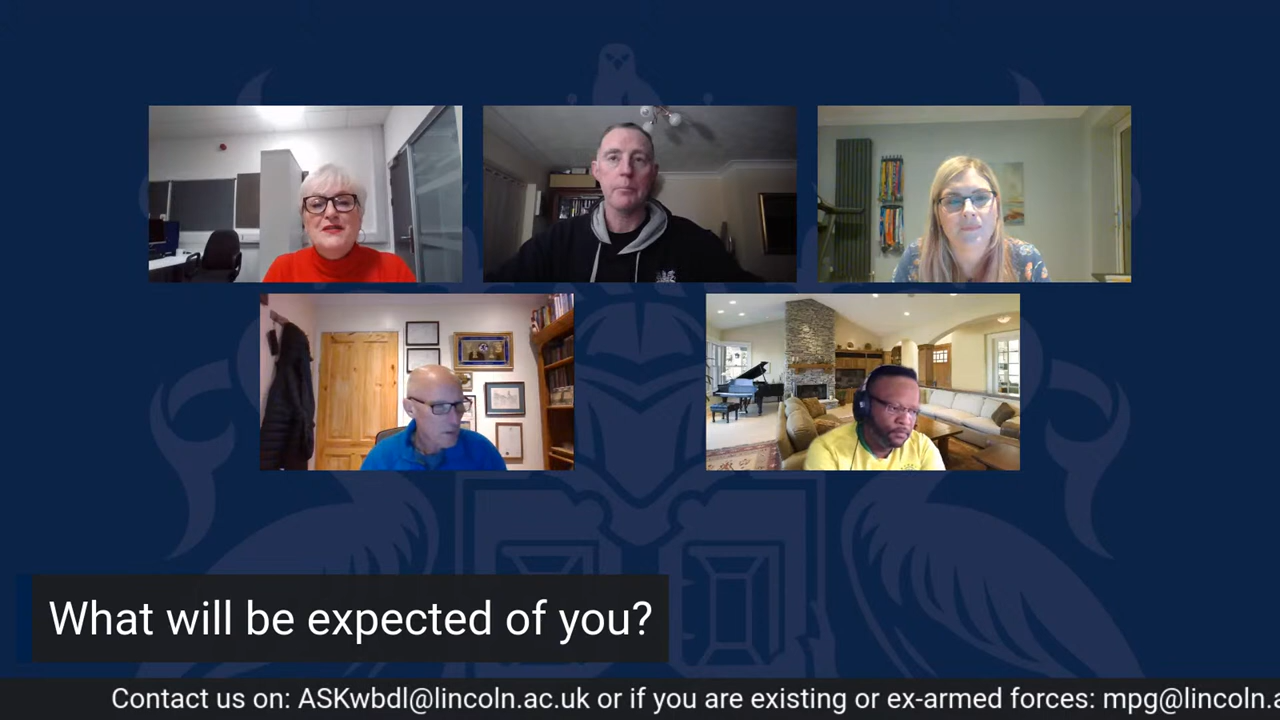 What will be expected of you?
Contact us on: ASKwbdl@lincoln.ac.uk or if you are existing or ex-armed forces: mpg@lincoln.a